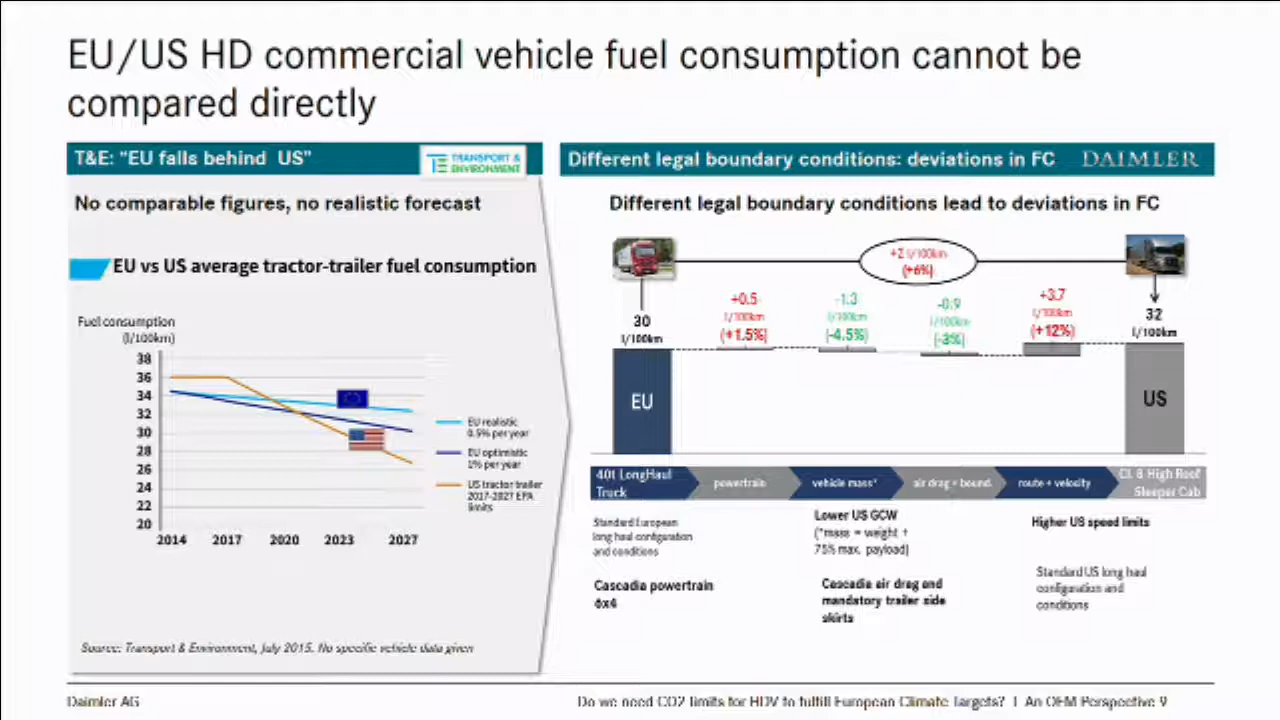 EU/US HD commercial vehicle fuel consumption cannot be
compared directly
T&E: "EU falls behind US"
TRANSPORT &
ENVIRONMENT
No comparable figures, no realistic forecast
EU vs US average tractor-trailer fuel consumption
Fuel consumption
(l/100km)
38
36
34
32
30
28
26
24
22
20
2014 2017 2020 2023 2027
EU realistic
0.5% per year
EU optimistic
1% per year
US tractor trailer
2017-2027 EPA
limits
Source: Transport & Environment, July 2015. No specific vehicle data given
Different legal boundary conditions: deviations in FC
DAIMLER
Different legal boundary conditions lead to deviations in FC
+2 l/100km
(+6%)
30
l/100km
+0.5
l/100km
(+1.5%)
-1.3
l/100km
(-4.5%)
-0.9
l/100km
(-3%)
+3.7
l/100km
(+12%)
32
l/100km
EU
US
40t LongHaul
Truck
powertrain
vehicle mass*
air drag + bound.
route + velocity
Cl. 8 High Roof
Sleeper Cab
Standard European
long haul configuration
and conditions
Lower US GCW
(*mass = weight +
75% max. payload)
Higher US speed limits
Cascadia powertrain
6x4
Cascadia air drag and
mandatory trailer side
skirts
Standard US long haul
configuration and
conditions
Daimler AG
Do we need CO2 limits for HDV to fulfill European Climate Targets? I An OEM Perspective 9